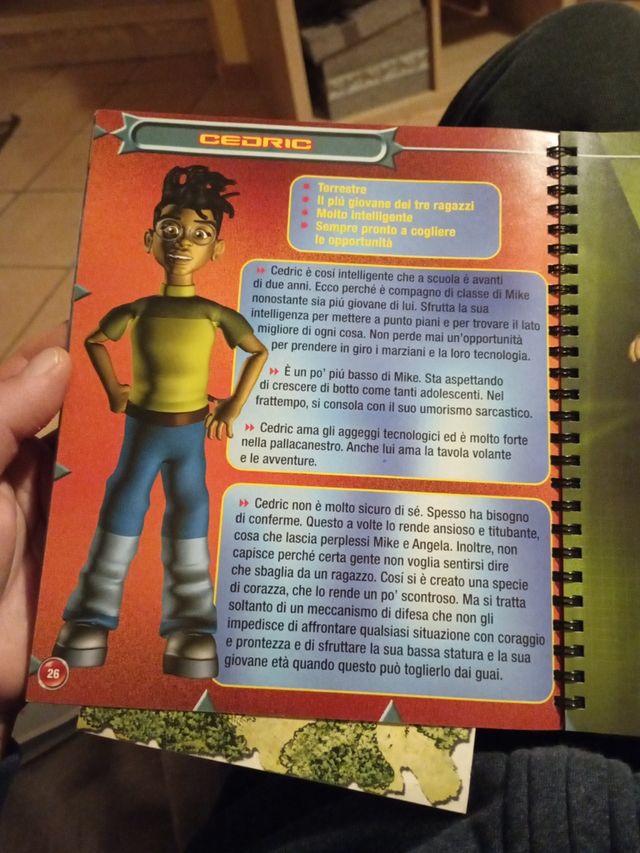 CEDRIC
Terrestre
Il piú giovane dei tre ragazzi
Molto intelligente
Sempre pronto a cogliere
le opportunità
Cedric è cosí intelligente che a scuola é avanti
di due anni. Ecco perché è compagno di classe di Mike
nonostante sia piú giovane di lui. Sfrutta la sua
intelligenza per mettere a punto piani e per trovare il lato
migliore di ogni cosa. Non perde mai un'opportunità
per prendere in giro i marziani e la loro tecnologia.
È un po' piú basso di Mike. Sta aspettando
di crescere di botto come tanti adolescenti. Nel
frattempo, si consola con il suo umorismo sarcastico.
Cedric ama gli aggeggi tecnologici ed è molto forte
nella pallacanestro. Anche lui ama la tavola volante
e le avventure.
Cedric non è molto sicuro di sé. Spesso ha bisogno
di conferme. Questo a volte lo rende ansioso e titubante,
cosa che lascia perplessi Mike e Angela. Inoltre, non
capisce perché certa gente non voglia sentirsi dire
che sbaglia da un ragazzo. Cosí si è creato una specie
di corazza, che lo rende un po' scontroso. Ma si tratta
soltanto di un meccanismo di difesa che non gli
impedisce di affrontare qualsiasi situazione con coraggio
e prontezza e di sfruttare la sua bassa statura e la sua
giovane età quando questo può toglierlo dai guai.
26